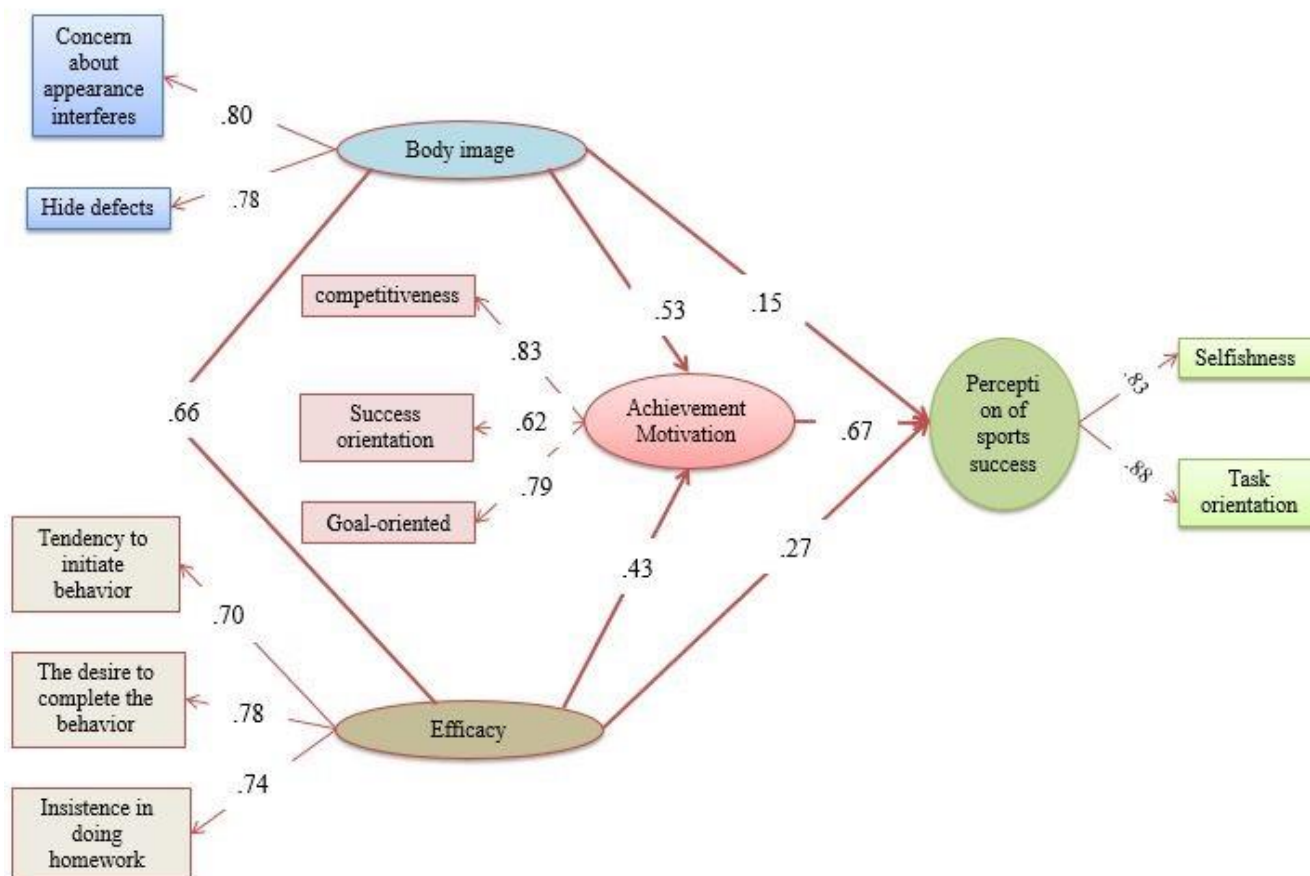 Concern
about
appearance
interferes
.80
Body image
Hide defects
.78
competitiveness
.53
.15
.83
Selfishness
.83
Success
orientation
.62
Achievement
Motivation
.67
Percepti
on of
sports
success
.66
.79
Goal-oriented
.88
Task
orientation
Tendency to
initiate
behavior
.70
.43
.27
The desire to
complete the
behavior
.78
Efficacy
.74
Insistence in
doing
homework